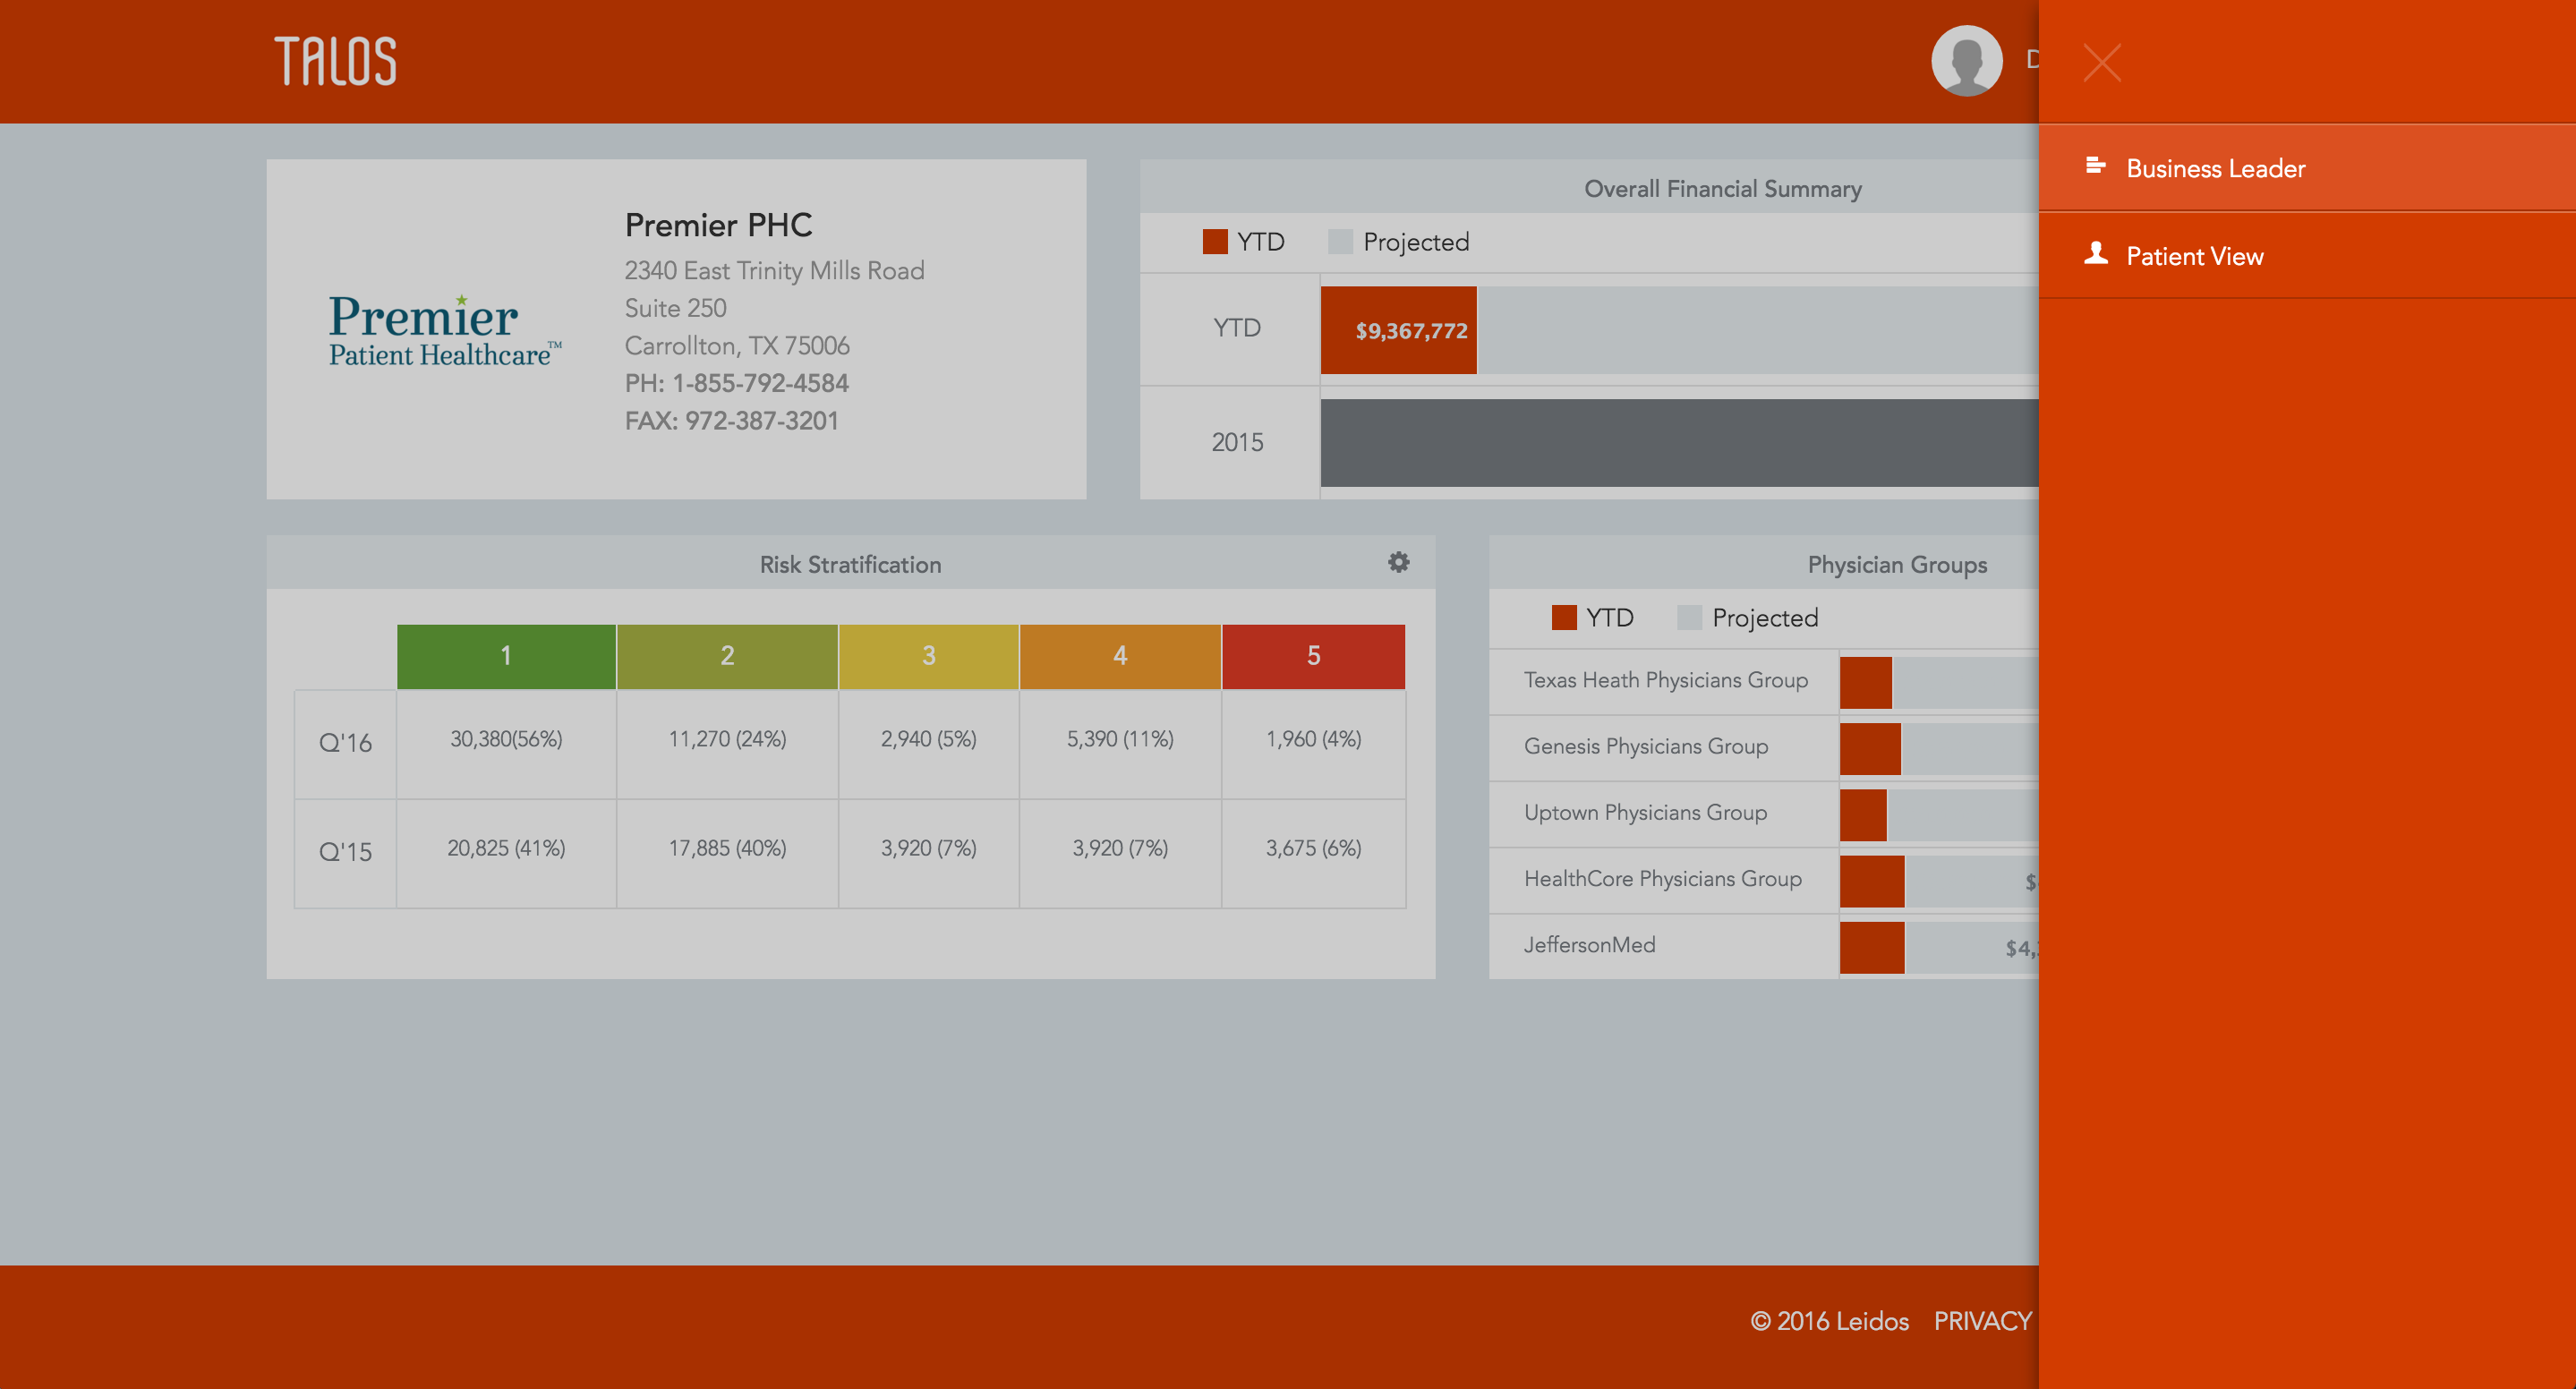 TALOS
D
Business Leader
Patient View
Premier
Patient Healthcare™
Premier PHC
2340 East Trinity Mills Road
Suite 250
Carrollton, TX 75006
PH: 1-855-792-4584
FAX: 972-387-3201
Overall Financial Summary
YTD Projected
YTD $9,367,772
2015
Risk Stratification
1 2 3 4 5
Q'16 30,380(56%) 11,270 (24%) 2,940 (5%) 5,390 (11%) 1,960 (4%)
Q'15 20,825 (41%) 17,885 (40%) 3,920 (7%) 3,920 (7%) 3,675 (6%)
Physician Groups
YTD Projected
Texas Heath Physicians Group
Genesis Physicians Group
Uptown Physicians Group
HealthCore Physicians Group
JeffersonMed $4,
© 2016 Leidos PRIVACY